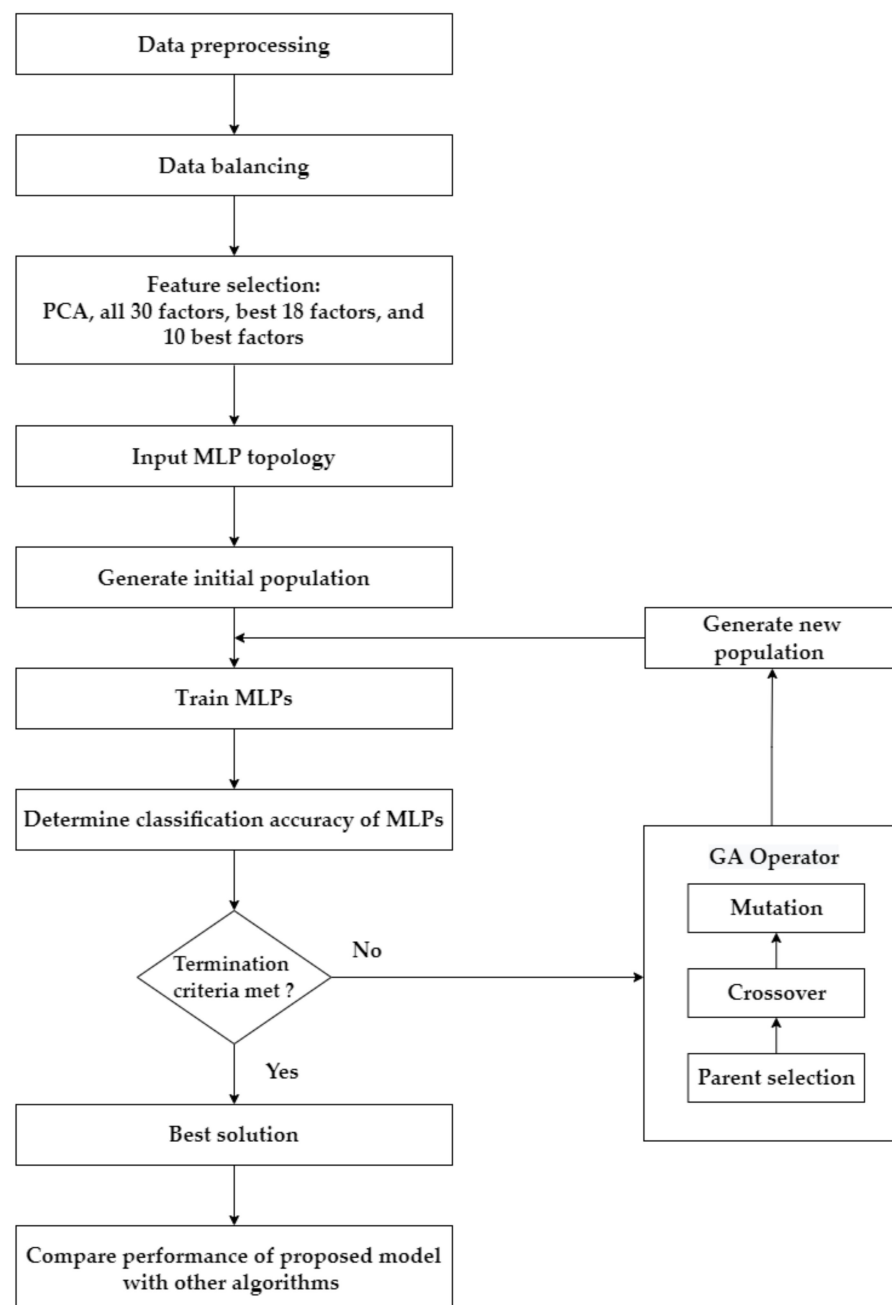 Data preprocessing
Data balancing
Feature selection:
PCA, all 30 factors, best 18 factors, and
10 best factors
Input MLP topology
Generate initial population
Generate new
population
Train MLPs
Determine classification accuracy of MLPs
GA Operator
Mutation
Crossover
Parent selection
Termination
criteria met ?
No
Yes
Best solution
Compare performance of proposed model
with other algorithms